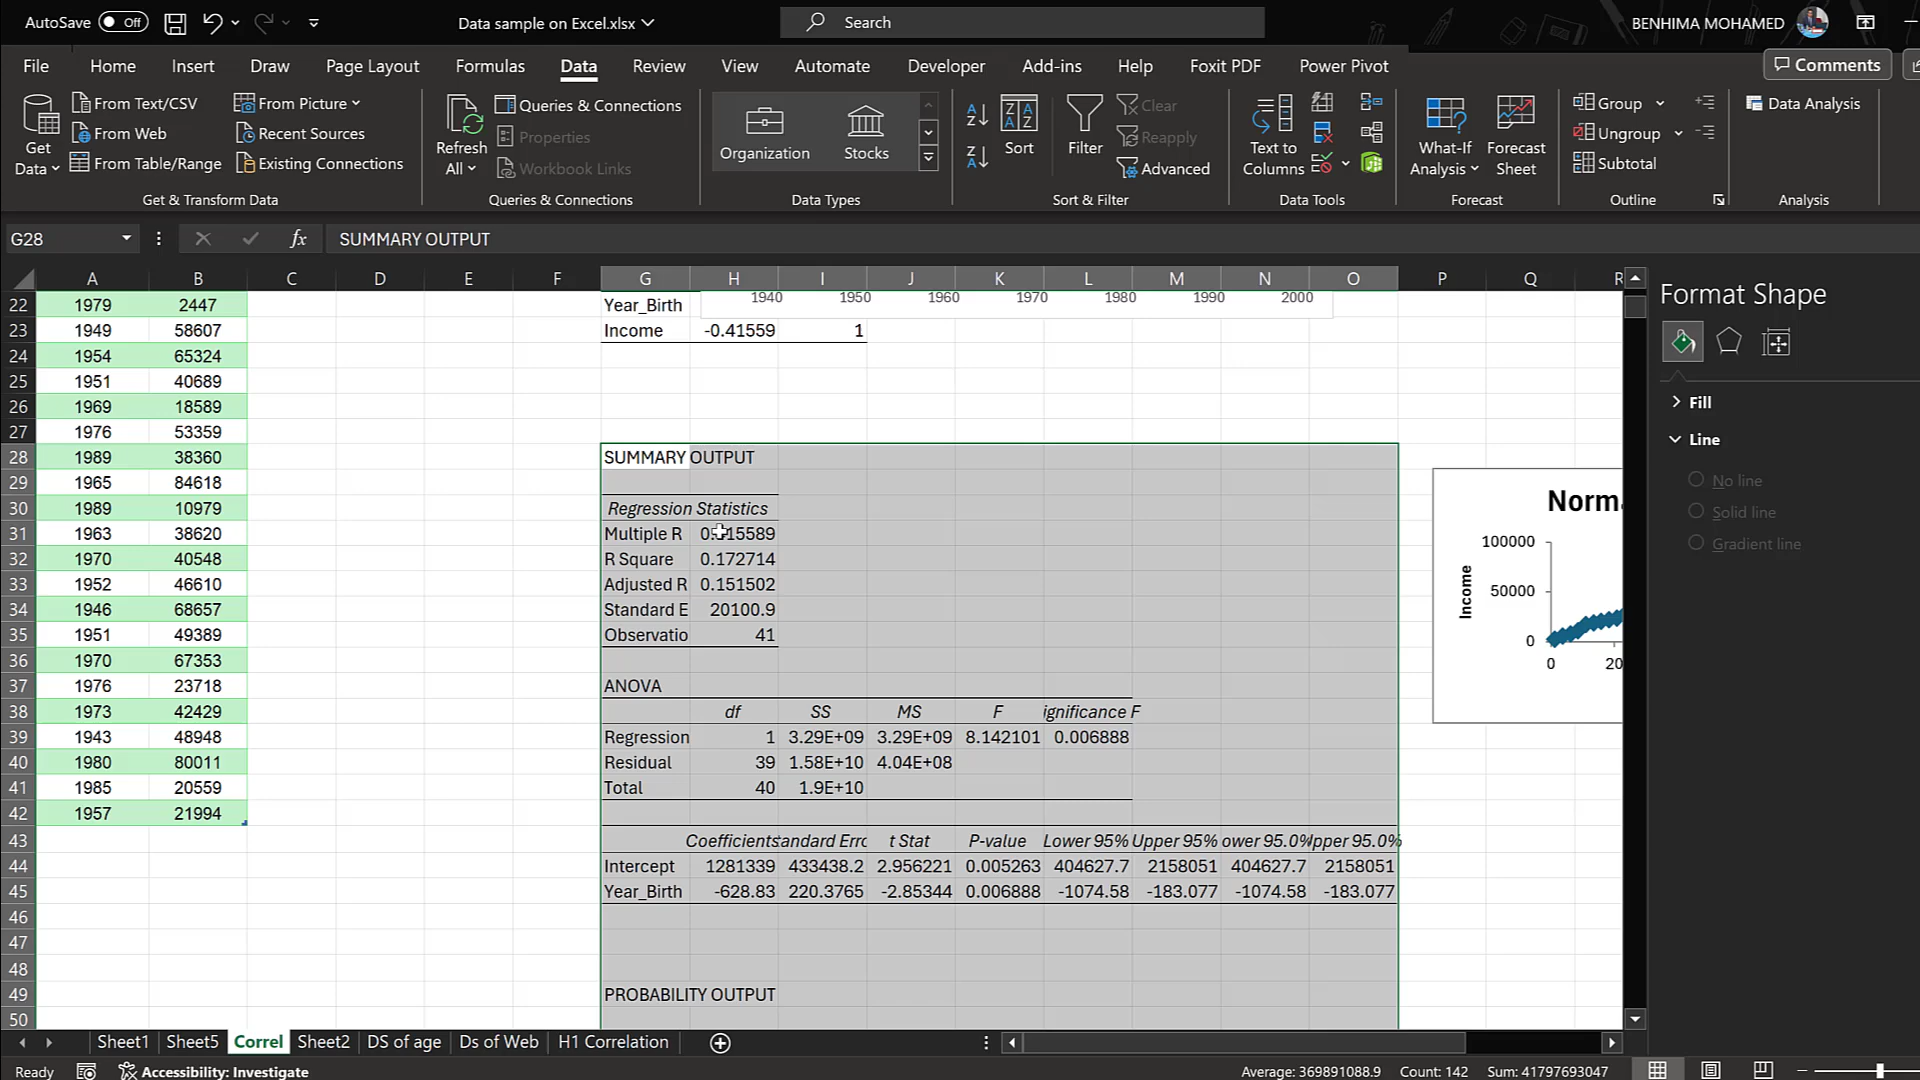 AutoSave Off Data sample on Excel.xlsx Search BENHIMA MOHAMED
File Home Insert Draw Page Layout Formulas Data Review View Automate Developer Add-ins Help Foxit PDF Power Pivot Comments
Get Data
From Text/CSV
From Web
From Table/Range
From Picture
Recent Sources
Existing Connections
Get & Transform Data
Refresh All
Queries & Connections
Properties
Workbook Links
Queries & Connections
Organization Stocks
Data Types
Sort
Filter
Clear
Reapply
Advanced
Sort & Filter
Text to Columns
Data Tools
What-If Analysis
Forecast Sheet
Forecast
Group
Ungroup
Subtotal
Outline
Data Analysis
Analysis
G28 fx SUMMARY OUTPUT
A B C D E F G H I J K L M N O P Q R
22 1979 2447 Year_Birth 1940 1950 1960 1970 1980 1990 2000
23 1949 58607 Income -0.41559 1
24 1954 65324
25 1951 40689
26 1969 18589
27 1976 53359
28 1989 38360 SUMMARY OUTPUT
29 1965 84618
30 1989 10979 Regression Statistics
31 1963 38620 Multiple R 15589
32 1970 40548 R Square 0.172714
33 1952 46610 Adjusted R 0.151502
34 1946 68657 Standard E 20100.9
35 1951 49389 Observatio 41
36 1970 67353
37 1976 23718 ANOVA
38 1973 42429 df SS MS F ignificance F
39 1943 48948 Regression 1 3.29E+09 3.29E+09 8.142101 0.006888
40 1980 80011 Residual 39 1.58E+10 4.04E+08
41 1985 20559 Total 40 1.9E+10
42 1957 21994
43 Coefficients andard Erro t Stat P-value Lower 95% Upper 95% ower 95.0% pper 95.0%
44 Intercept 1281339 433438.2 2.956221 0.005263 404627.7 2158051 404627.7 2158051
45 Year_Birth -628.83 220.3765 -2.85344 0.006888 -1074.58 -183.077 -1074.58 -183.077
46
47
48
49 PROBABILITY OUTPUT
50
Norm
100000
50000
0
Income
0 20
Format Shape
Fill
Line
No line
Solid line
Gradient line
Sheet1 Sheet5 Correl Sheet2 DS of age Ds of Web H1 Correlation
Ready Accessibility: Investigate Average: 369891088.9 Count: 142 Sum: 41797693047